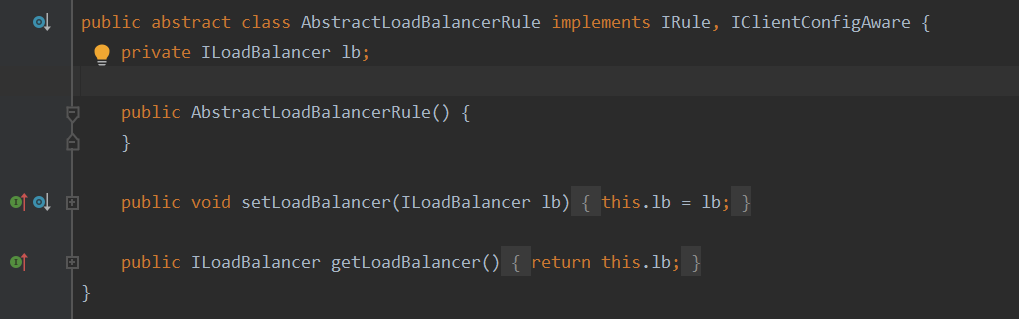 public abstract class AbstractLoadBalancerRule implements IRule, IClientConfigAware {
private ILoadBalancer lb;
public AbstractLoadBalancerRule() {
}
public void setLoadBalancer(ILoadBalancer lb) { this.lb = lb; }
public ILoadBalancer getLoadBalancer() { return this.lb; }
}